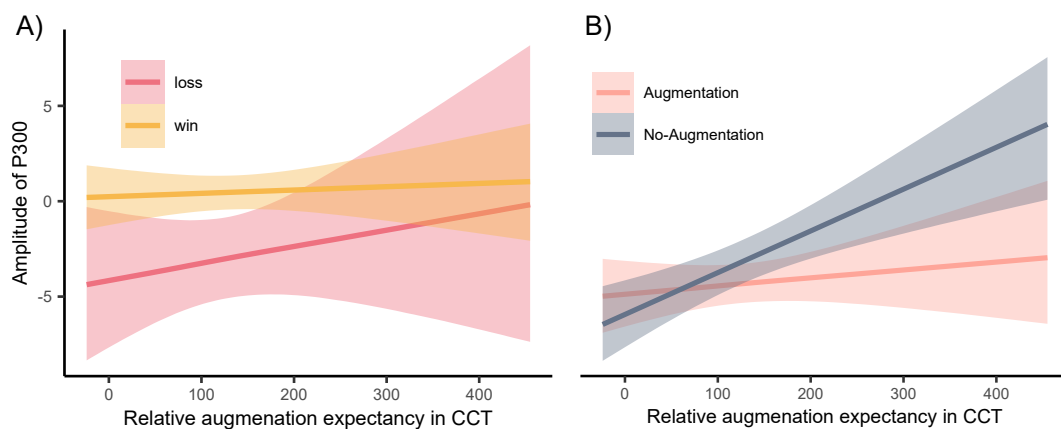 A)
B)
loss
win
Augmentation
No-Augmentation
Amplitude of P300
5
0
-5
0 100 200 300 400
0 100 200 300 400
Relative augmenation expectancy in CCT
Relative augmenation expectancy in CCT